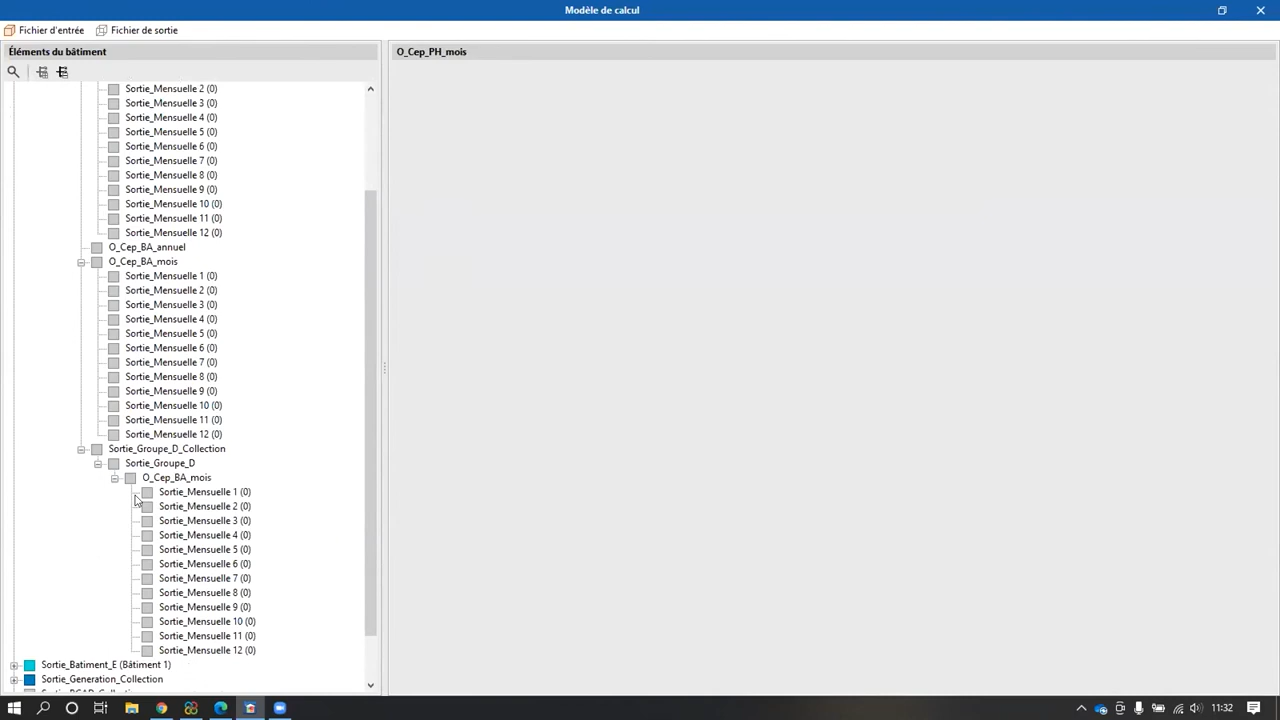 Modèle de calcul
Fichier d'entrée Fichier de sortie
Éléments du bâtiment
O_Cep_PH_mois
Sortie_Mensuelle 2 (0)
Sortie_Mensuelle 3 (0)
Sortie_Mensuelle 4 (0)
Sortie_Mensuelle 5 (0)
Sortie_Mensuelle 6 (0)
Sortie_Mensuelle 7 (0)
Sortie_Mensuelle 8 (0)
Sortie_Mensuelle 9 (0)
Sortie_Mensuelle 10 (0)
Sortie_Mensuelle 11 (0)
Sortie_Mensuelle 12 (0)
O_Cep_BA_annuel
O_Cep_BA_mois
Sortie_Mensuelle 1 (0)
Sortie_Mensuelle 2 (0)
Sortie_Mensuelle 3 (0)
Sortie_Mensuelle 4 (0)
Sortie_Mensuelle 5 (0)
Sortie_Mensuelle 6 (0)
Sortie_Mensuelle 7 (0)
Sortie_Mensuelle 8 (0)
Sortie_Mensuelle 9 (0)
Sortie_Mensuelle 10 (0)
Sortie_Mensuelle 11 (0)
Sortie_Mensuelle 12 (0)
Sortie_Groupe_D_Collection
Sortie_Groupe_D
O_Cep_BA_mois
Sortie_Mensuelle 1 (0)
Sortie_Mensuelle 2 (0)
Sortie_Mensuelle 3 (0)
Sortie_Mensuelle 4 (0)
Sortie_Mensuelle 5 (0)
Sortie_Mensuelle 6 (0)
Sortie_Mensuelle 7 (0)
Sortie_Mensuelle 8 (0)
Sortie_Mensuelle 9 (0)
Sortie_Mensuelle 10 (0)
Sortie_Mensuelle 11 (0)
Sortie_Mensuelle 12 (0)
Sortie_Batiment_E (Bâtiment 1)
Sortie_Generation_Collection
11:32